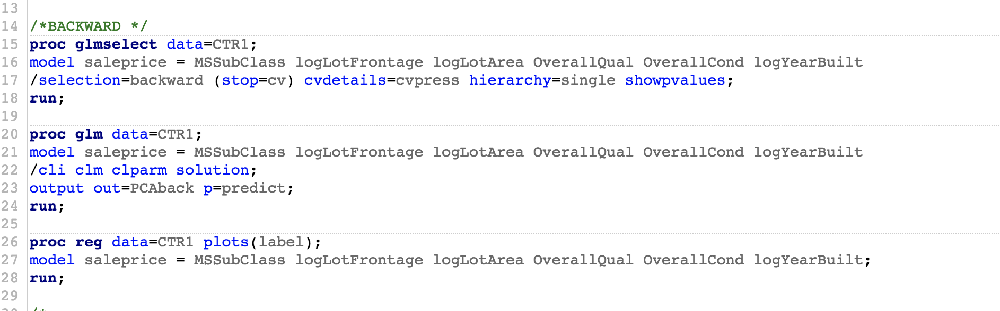 13
14 /*BACKWARD */
15 proc glmselect data=CTR1;
16 model saleprice = MSSubClass logLotFrontage logLotArea OverallQual OverallCond logYearBuilt
17 /selection=backward (stop=cv) cvdetails=cvpress hierarchy=single showpvalues;
18 run;
19
20 proc glm data=CTR1;
21 model saleprice = MSSubClass logLotFrontage logLotArea OverallQual OverallCond logYearBuilt
22 /cli clm clparm solution;
23 output out=PCAback p=predict;
24 run;
25
26 proc reg data=CTR1 plots(label);
27 model saleprice = MSSubClass logLotFrontage logLotArea OverallQual OverallCond logYearBuilt;
28 run;
29